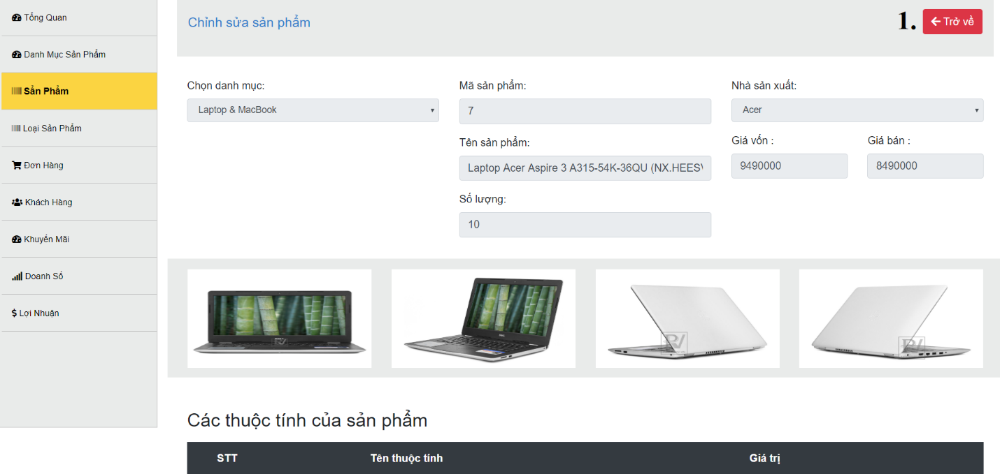 Tổng Quan
Danh Mục Sản Phẩm
Sản Phẩm
Loại Sản Phẩm
Đơn Hàng
Khách Hàng
Khuyến Mãi
Doanh Số
Lợi Nhuận
Chỉnh sửa sản phẩm
1. Trở về
Chọn danh mục:
Laptop & MacBook
Mã sản phẩm:
7
Tên sản phẩm:
Laptop Acer Aspire 3 A315-54K-36QU (NX.HEESV
Số lượng:
10
Nhà sản xuất:
Acer
Giá vốn : Giá bán :
9490000 8490000
Các thuộc tính của sản phẩm
STT Tên thuộc tính Giá trị